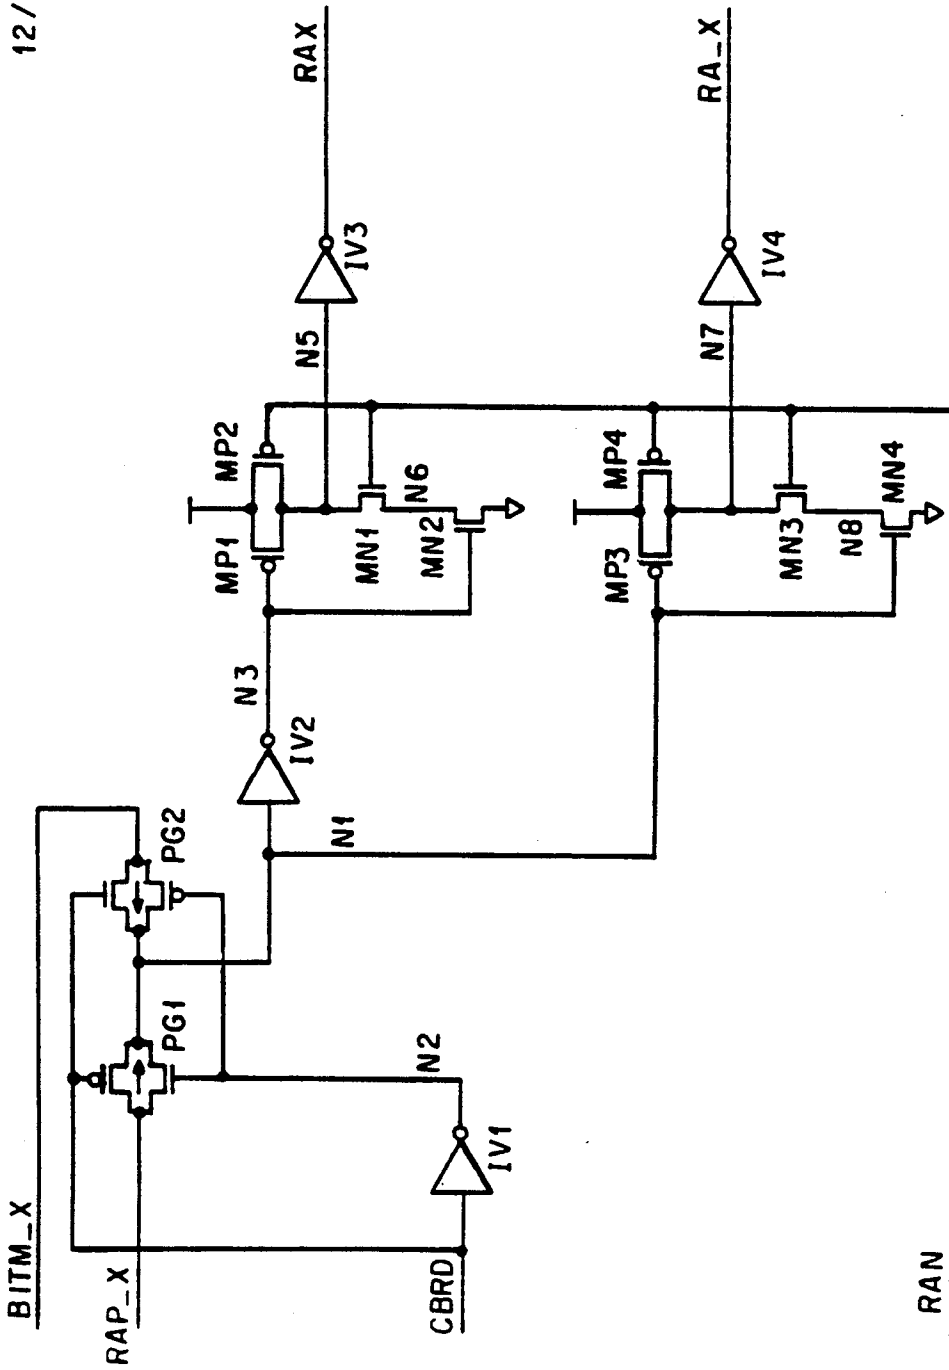 12/
BITM_X
RAP_X
CBRD
RAN
PG1
PG2
IV1
N2
N1
IV2
N3
MP1
MP2
MN1
N6
MN2
N5
IV3
RAX
MP3
MP4
MN3
N8
MN4
N7
IV4
RA_X